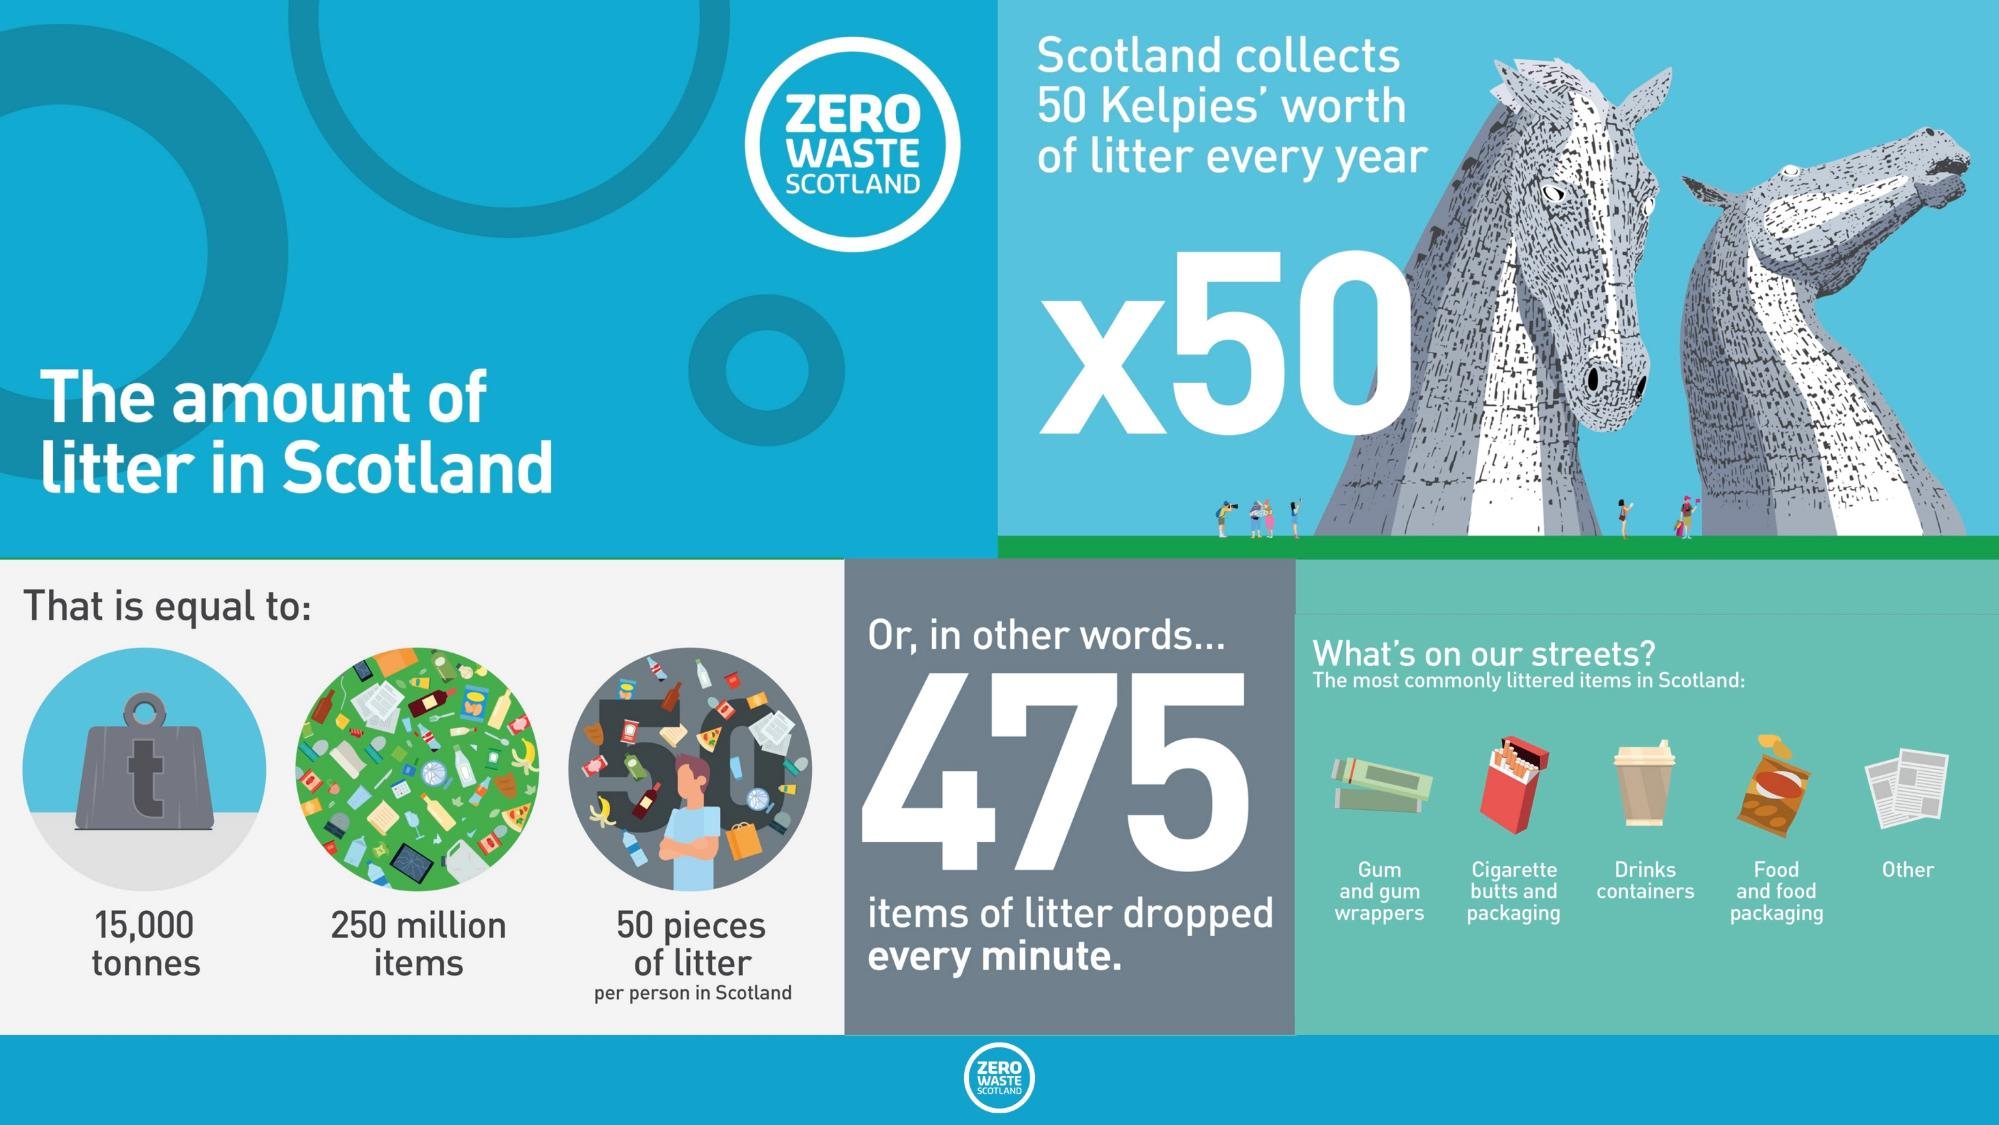 ZERO
WASTE
SCOTLAND
The amount of
litter in Scotland
Scotland collects
50 Kelpies’ worth
of litter every year
x50
That is equal to:
t
15,000
tonnes
250 million
items
50
50 pieces
of litter
per person in Scotland
Or, in other words...
475
items of litter dropped
every minute.
What’s on our streets?
The most commonly littered items in Scotland:
Gum
and gum
wrappers
Cigarette
butts and
packaging
Drinks
containers
Food
and food
packaging
Other
ZERO
WASTE
SCOTLAND